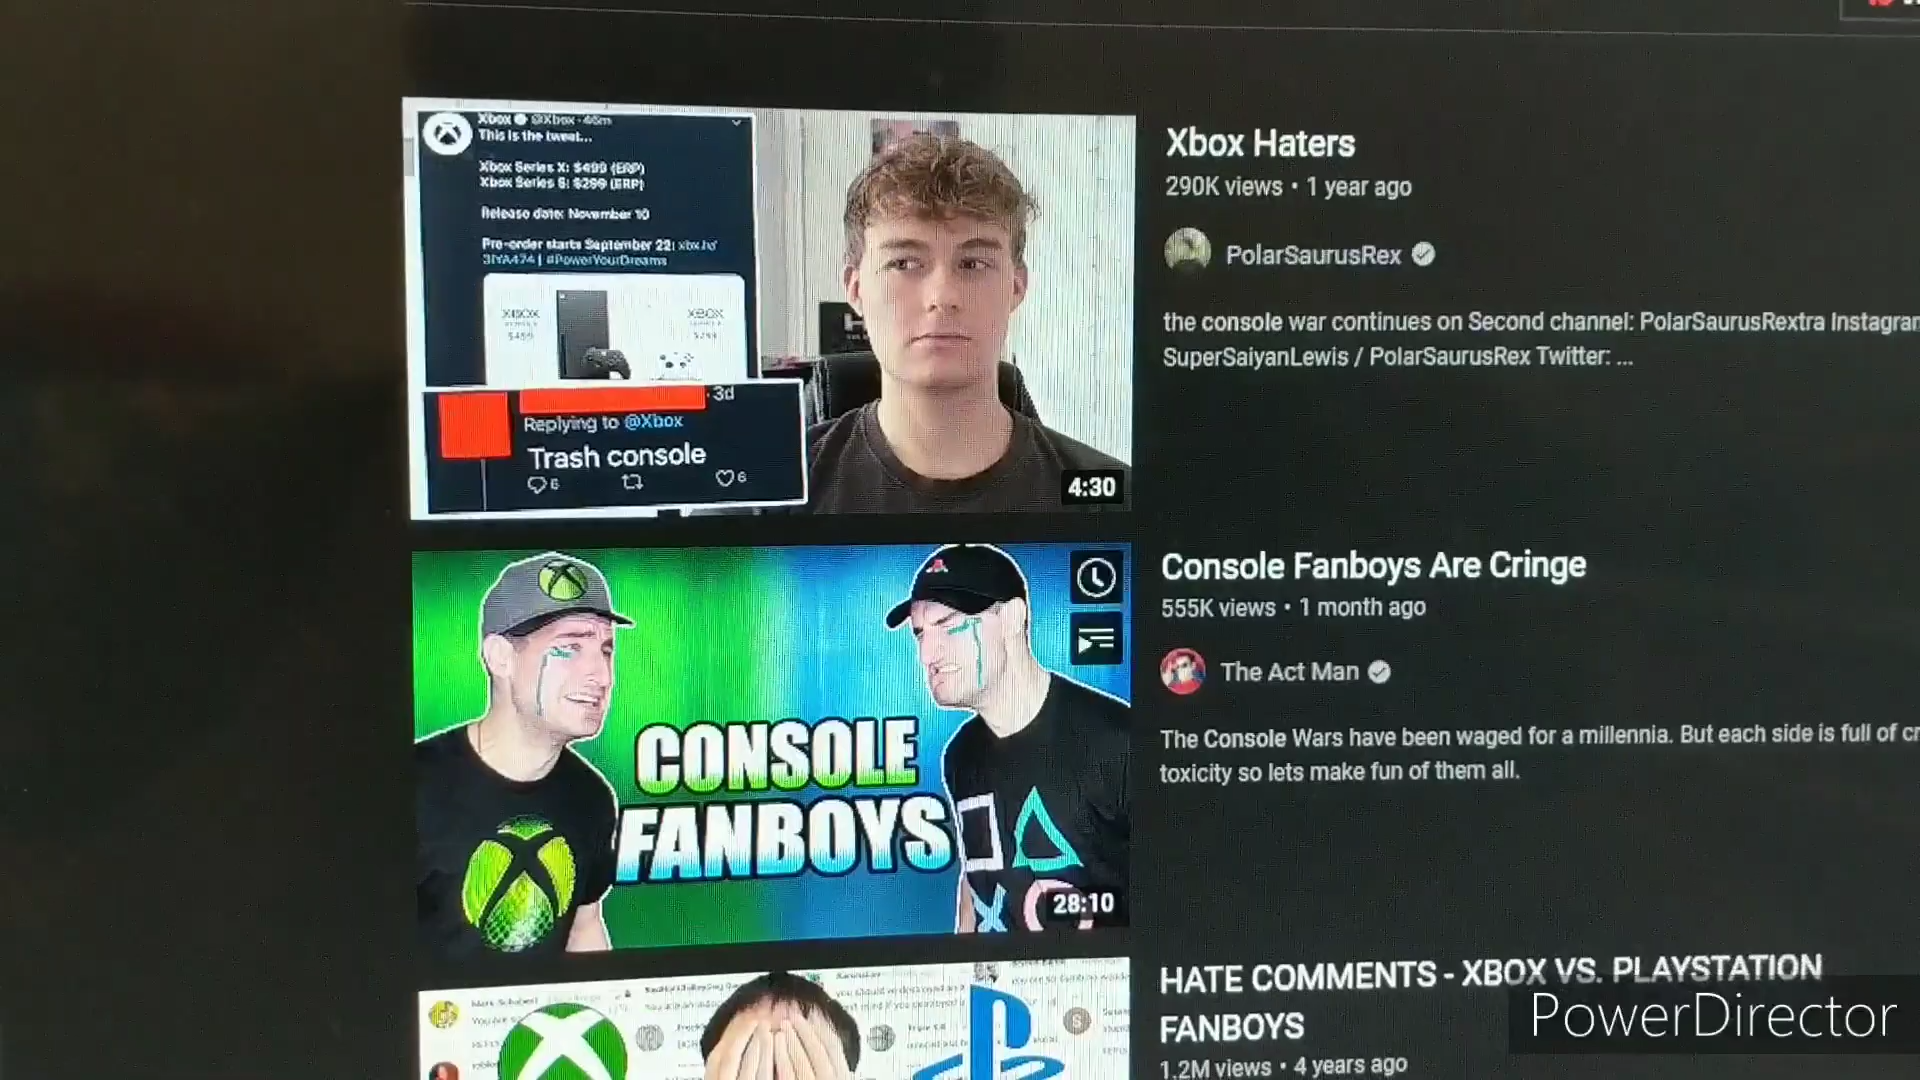 Xbox @Xbox · 46m
This is the tweet...
Xbox Series X: $499 (ERP)
Xbox Series S: $299 (ERP)
Release date: November 10
Pre-order starts September 22: xbx.lv/
3IYA474 | #PowerYourDreams
XBOX
$499
XBOX
· 3d
Replying to @Xbox
Trash console
6
6
4:30
Xbox Haters
290K views • 1 year ago
PolarSaurusRex
the console war continues on Second channel: PolarSaurusRextra Instagram
SuperSaiyanLewis / PolarSaurusRex Twitter: ...
CONSOLE
FANBOYS
28:10
Console Fanboys Are Cringe
555K views • 1 month ago
The Act Man
The Console Wars have been waged for a millennia. But each side is full of cr
toxicity so lets make fun of them all.
HATE COMMENTS - XBOX VS. PLAYSTATION
FANBOYS
1.2M views • 4 years ago
PowerDirector